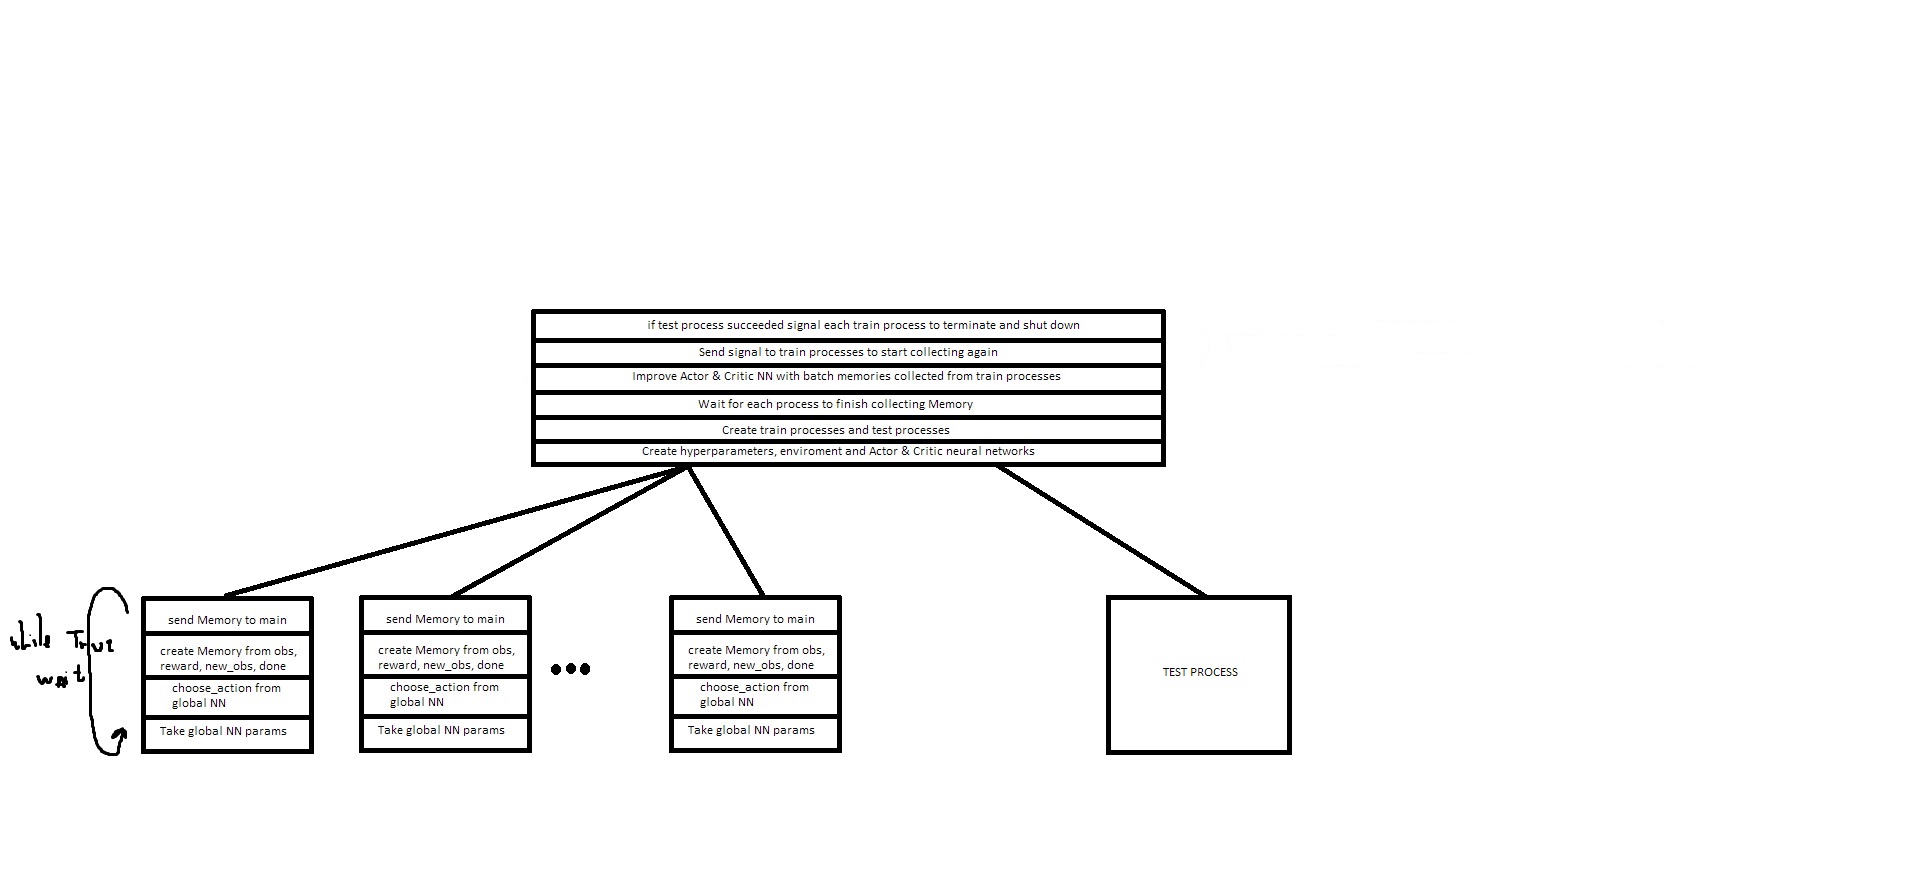 if test process succeeded signal each train process to terminate and shut down
Send signal to train processes to start collecting again
Improve Actor & Critic NN with batch memories collected from train processes
Wait for each process to finish collecting Memory
Create train processes and test processes
Create hyperparameters, enviroment and Actor & Critic neural networks
while True
wait
send Memory to main
create Memory from obs,
reward, new_obs, done
choose_action from
global NN
Take global NN params
send Memory to main
create Memory from obs,
reward, new_obs, done
choose_action from
global NN
Take global NN params
send Memory to main
create Memory from obs,
reward, new_obs, done
choose_action from
global NN
Take global NN params
TEST PROCESS